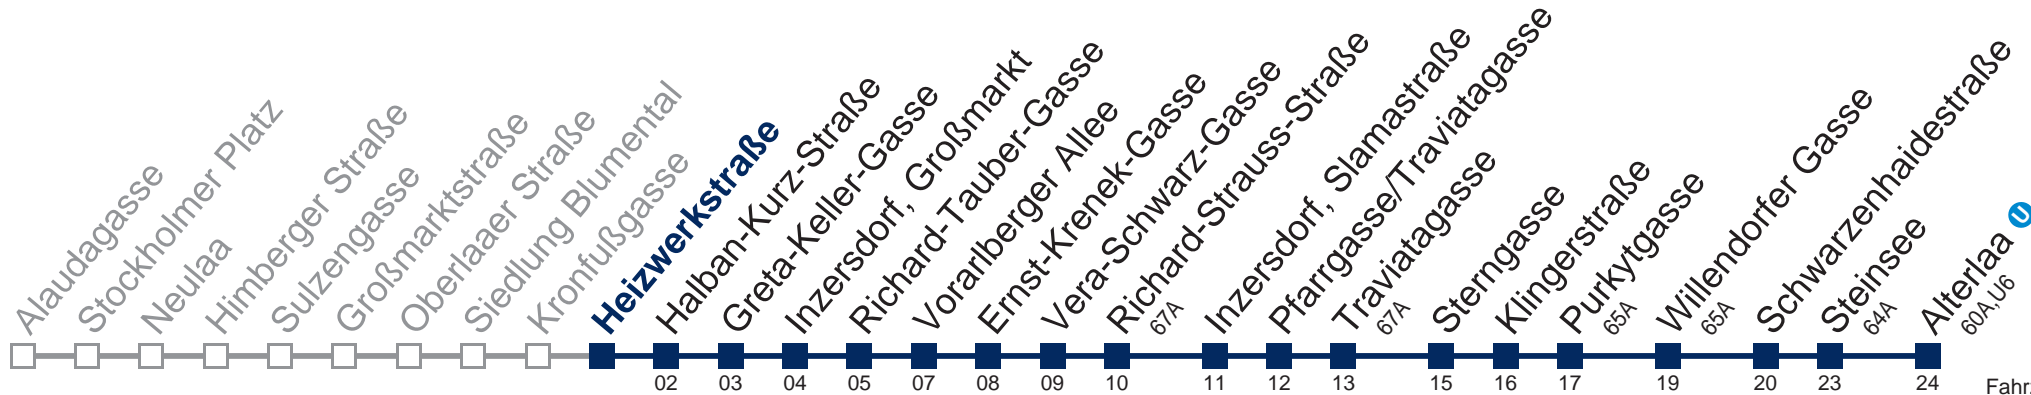 Alaudagasse
Stockholmer Platz
Neulaa
Himberger Straße
Sulzengasse
Großmarktstraße
Oberlaaer Straße
Siedlung Blumental
Kronfußgasse
Heizwerkstraße
Halban-Kurz-Straße
02
Greta-Keller-Gasse
03
Inzersdorf, Großmarkt
04
Richard-Tauber-Gasse
05
Vorarlberger Allee
07
Ernst-Krenek-Gasse
08
Vera-Schwarz-Gasse
09
Richard-Strauss-Straße
67A
10
Inzersdorf, Slamastraße
11
Pfarrgasse/Traviatagasse
12
Traviatagasse
67A
13
Sterngasse
15
Klingerstraße
16
Purkytgasse
65A
17
Willendorfer Gasse
65A
19
Schwarzenhaidestraße
20
Steinsee
64A
23
Alterlaa U
60A, U6
24
Fahr